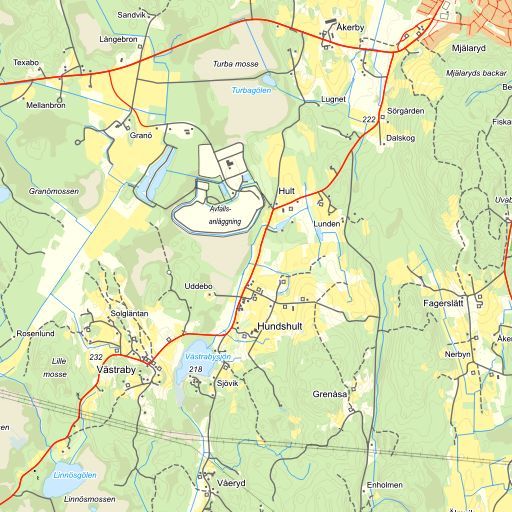 Sandvik
Åkerby
Långebron
Mjälaryd
Texabo
Turba mosse
Mjälaryds backar
Turbagölen
Mellanbron
Lugnet
Sörgården
222
Granö
Dalskog
Granömossen
Hult
Avfalls-
anläggning
Lunden
Uddebo
Fagerslätt
Solgläntan
Rosenlund
Hundshult
Lille
mosse
232
Västrabysjön
Nerbyn
Västraby
218
Sjövik
Grenåsa
Linnösgölen
Våeryd
Enholmen
Linnösmossen